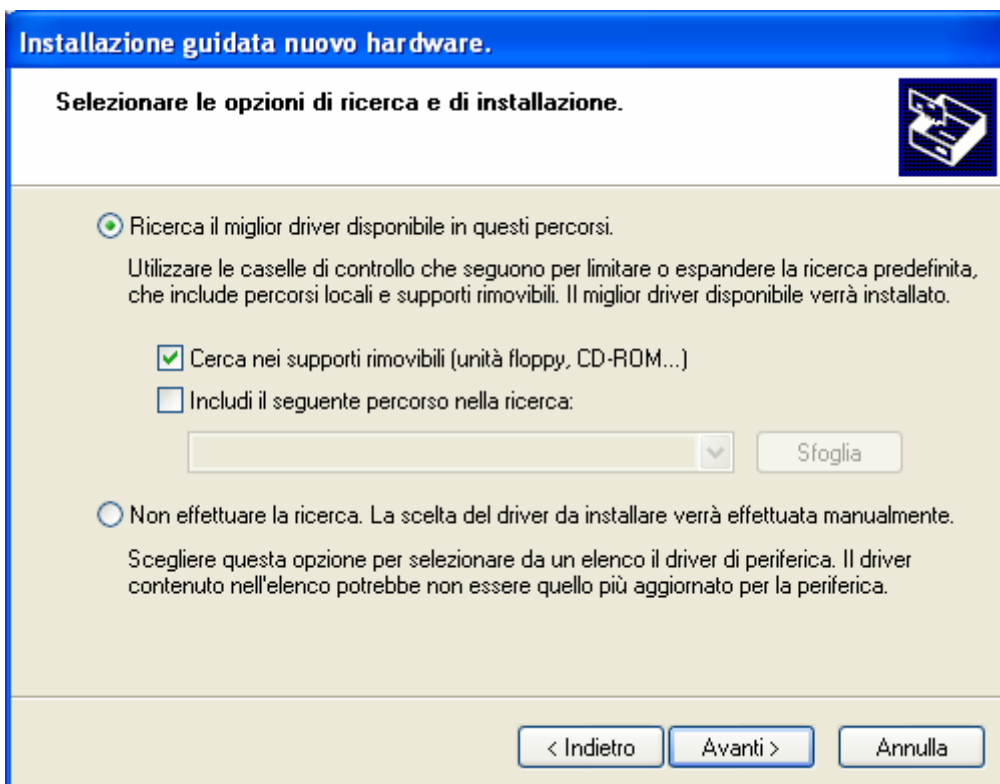 Installazione guidata nuovo hardware.
Selezionare le opzioni di ricerca e di installazione.
Ricerca il miglior driver disponibile in questi percorsi.
Utilizzare le caselle di controllo che seguono per limitare o espandere la ricerca predefinita,
che include percorsi locali e supporti rimovibili. Il miglior driver disponibile verrà installato.
Cerca nei supporti rimovibili (unità floppy, CD-ROM...)
Includi il seguente percorso nella ricerca:
Sfoglia
Non effettuare la ricerca. La scelta del driver da installare verrà effettuata manualmente.
Scegliere questa opzione per selezionare da un elenco il driver di periferica. Il driver
contenuto nell'elenco potrebbe non essere quello più aggiornato per la periferica.
< Indietro
Avanti >
Annulla